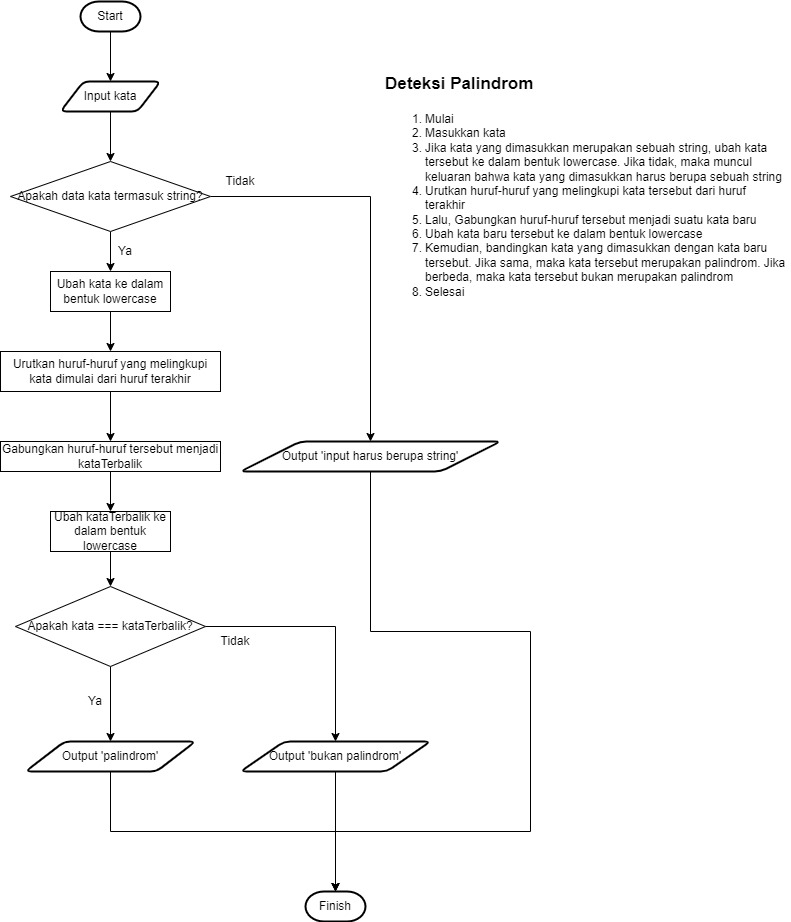 Start
Input kata
Apakah data kata termasuk string?
Tidak
Ya
Ubah kata ke dalam
bentuk lowercase
Urutkan huruf-huruf yang melingkupi
kata dimulai dari huruf terakhir
Gabungkan huruf-huruf tersebut menjadi
kataTerbalik
Output 'input harus berupa string'
Ubah kataTerbalik ke
dalam bentuk
lowercase
Apakah kata === kataTerbalik?
Tidak
Ya
Output 'palindrom'
Output 'bukan palindrom'
Finish
Deteksi Palindrom
1. Mulai
2. Masukkan kata
3. Jika kata yang dimasukkan merupakan sebuah string, ubah kata
tersebut ke dalam bentuk lowercase. Jika tidak, maka muncul
keluaran bahwa kata yang dimasukkan harus berupa sebuah string
4. Urutkan huruf-huruf yang melingkupi kata tersebut dari huruf
terakhir
5. Lalu, Gabungkan huruf-huruf tersebut menjadi suatu kata baru
6. Ubah kata baru tersebut ke dalam bentuk lowercase
7. Kemudian, bandingkan kata yang dimasukkan dengan kata baru
tersebut. Jika sama, maka kata tersebut merupakan palindrom. Jika
berbeda, maka kata tersebut bukan merupakan palindrom
8. Selesai